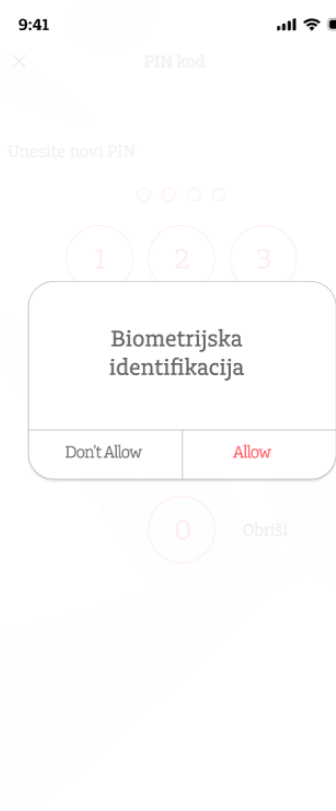 9:41
PIN kod
Unesite novi PIN
1 2 3
Biometrijska
identifikacija
Don't Allow Allow
0 Obriši